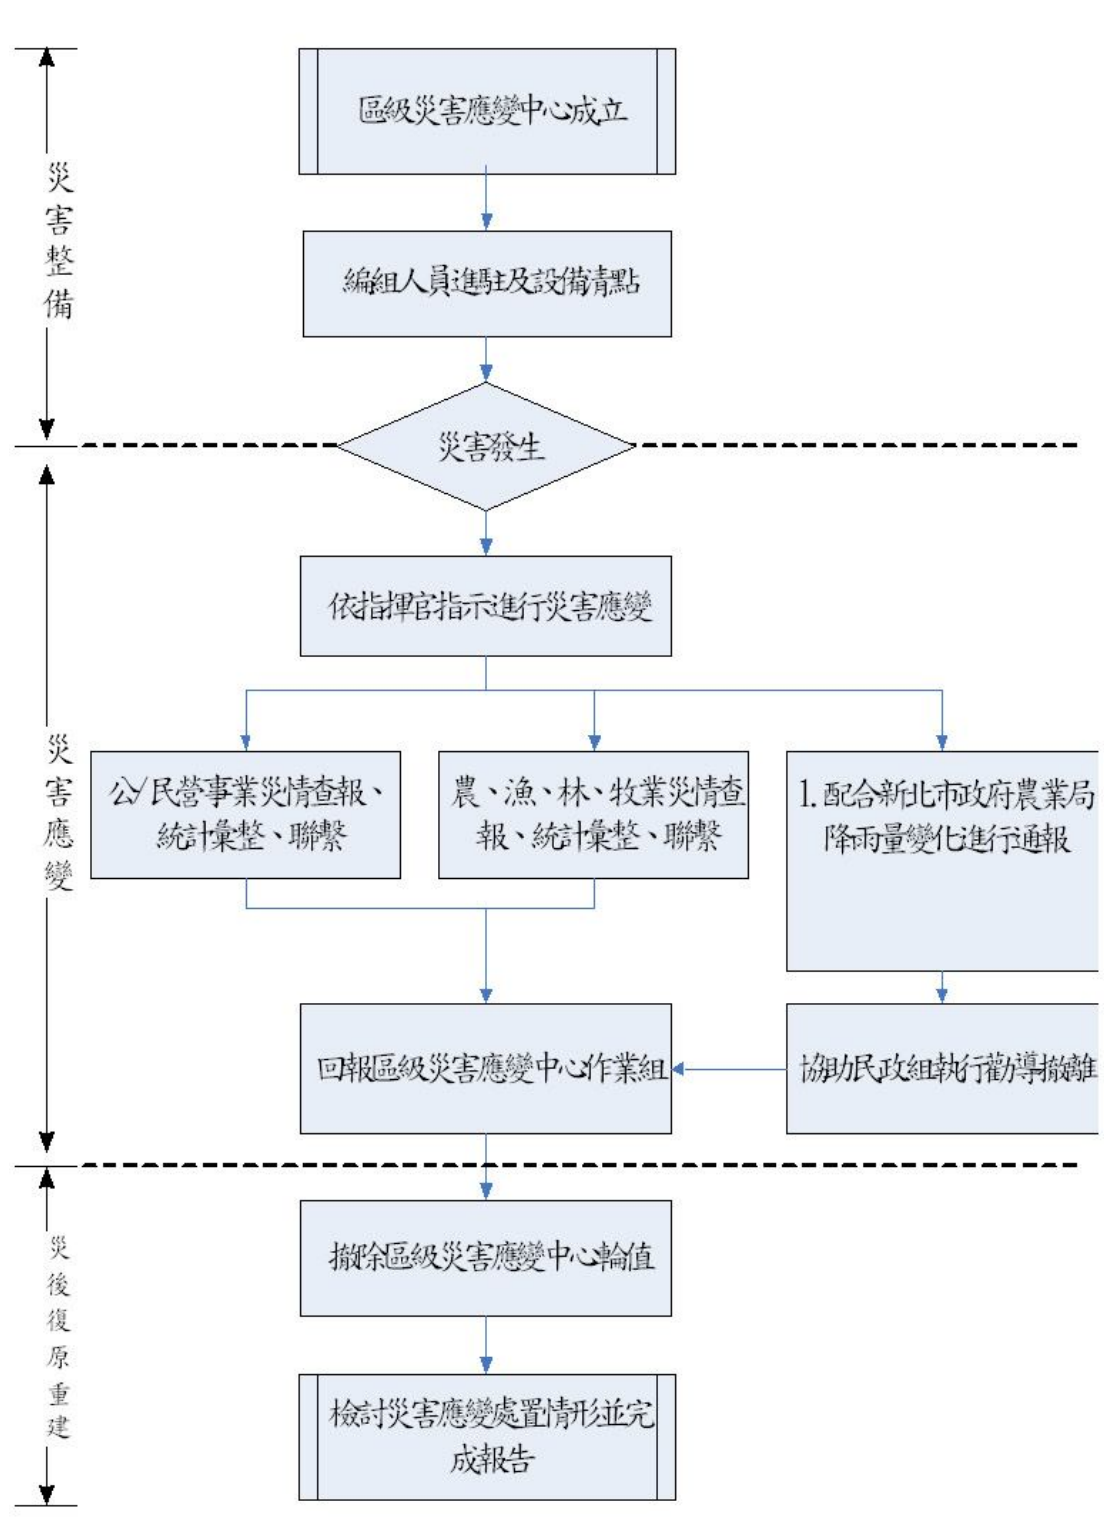 災害整備
區級災害應變中心成立
編組人員進駐及設備清點
災害發生
災害應變
依指揮官指示進行災害應變
公/民營事業災情查報、
統計彙整、聯繫
農、漁、林、牧業災情查
報、統計彙整、聯繫
1.配合新北市政府農業局
降雨量變化進行通報
回報區級災害應變中心作業組
協助民政組執行勸導撤離
災後復原重建
撤除區級災害應變中心輪值
檢討災害應變處置情形並完
成報告